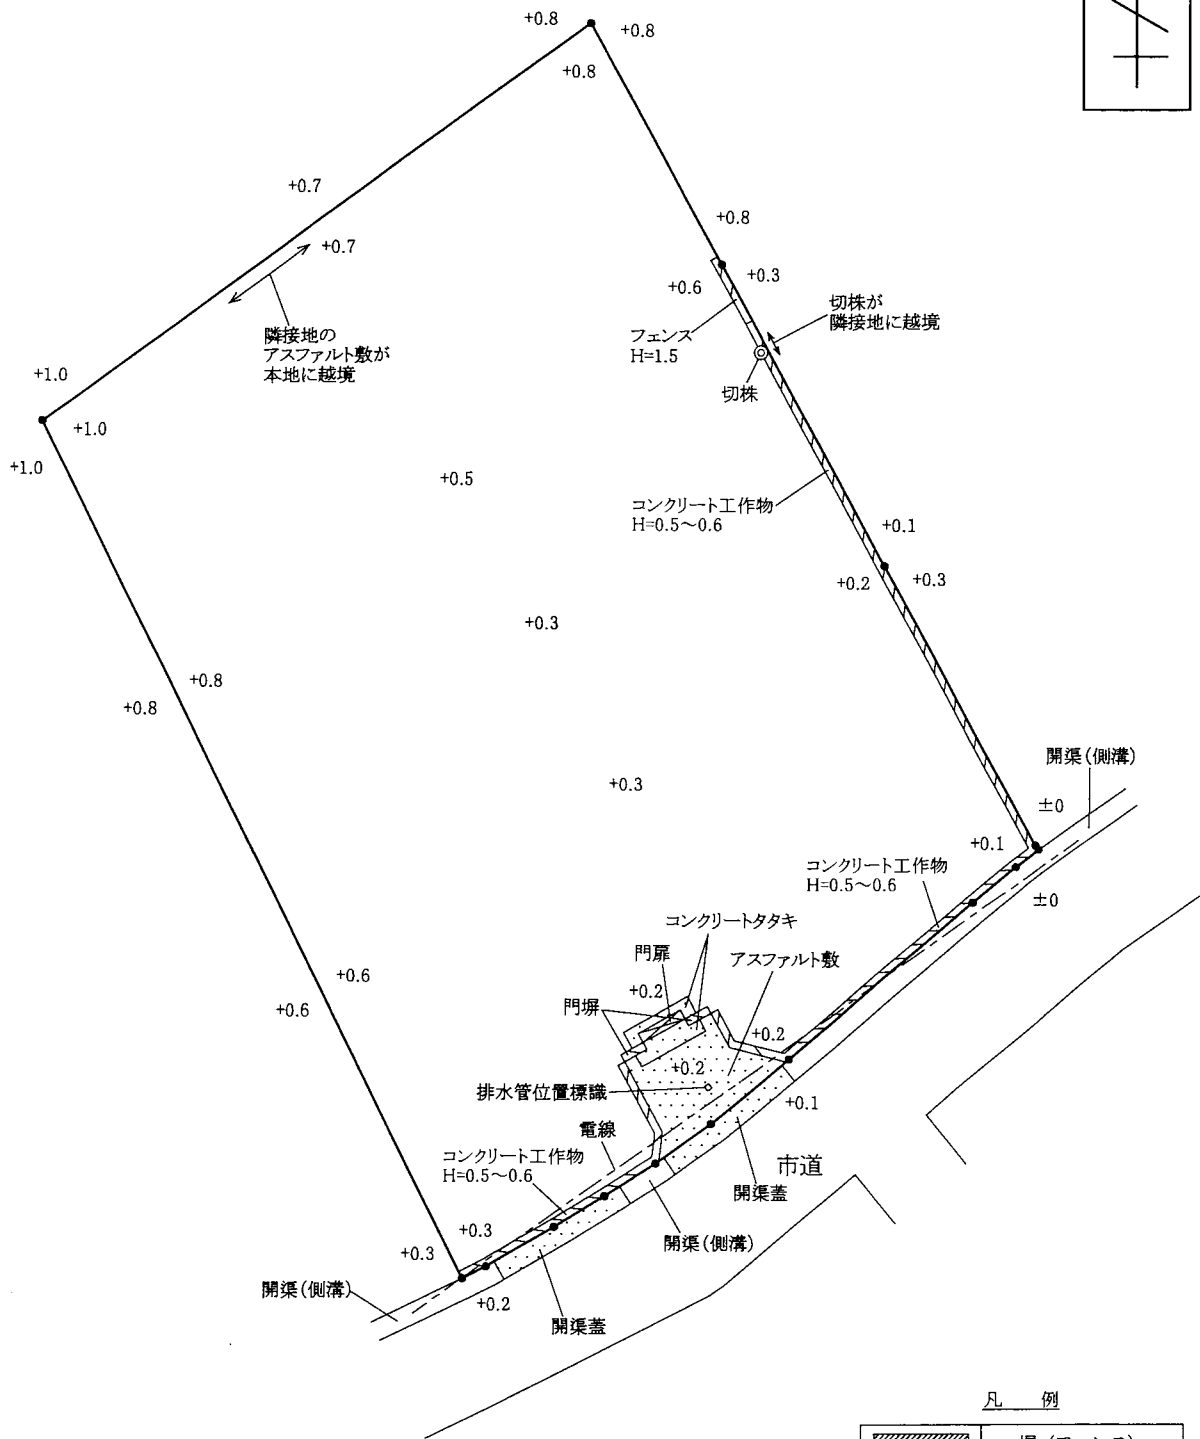 +0.8
+0.8
+0.8
+0.7
+0.7
隣接地の
アスファルト敷が
本地に越境
+0.8
+0.3
+0.6
フェンス
H=1.5
切株が
隣接地に越境
切株
+1.0
+1.0
+1.0
+0.5
コンクリート工作物
H=0.5～0.6
+0.1
+0.2
+0.3
+0.3
+0.8
+0.8
+0.3
開渠(側溝)
±0
+0.1
±0
コンクリート工作物
H=0.5～0.6
コンクリートタタキ
門扉
アスファルト敷
+0.2
門塀
+0.2
+0.2
+0.6
+0.6
排水管位置標識
+0.1
電線
コンクリート工作物
H=0.5～0.6
市道
開渠蓋
開渠(側溝)
+0.3
+0.3
開渠(側溝)
+0.2
開渠蓋
凡 例